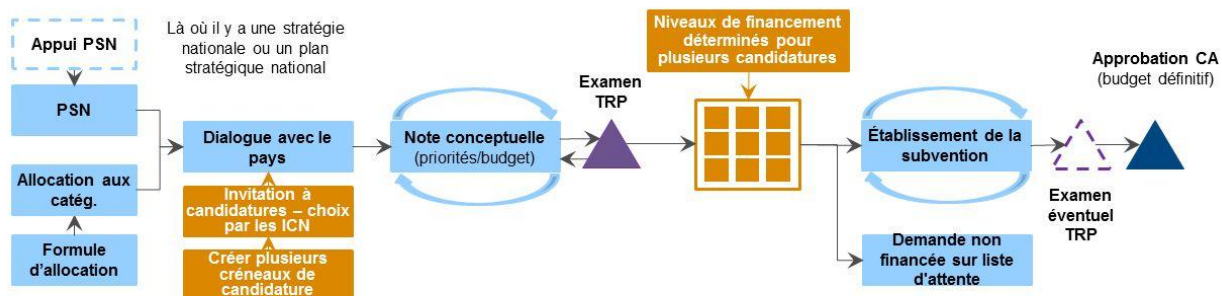 Appui PSN
Là où il y a une stratégie
nationale ou un plan
stratégique national
PSN
Allocation aux
catég.
Formule
d'allocation
Dialogue avec le
pays
Invitation à
candidatures – choix
par les ICN
Créer plusieurs
créneaux de
candidature
Note conceptuelle
(priorités/budget)
Examen
TRP
Niveaux de financement
déterminés pour
plusieurs candidatures
Établissement de la
subvention
Demande non
financée sur liste
d'attente
Examen
éventuel
TRP
Approbation CA
(budget définitif)